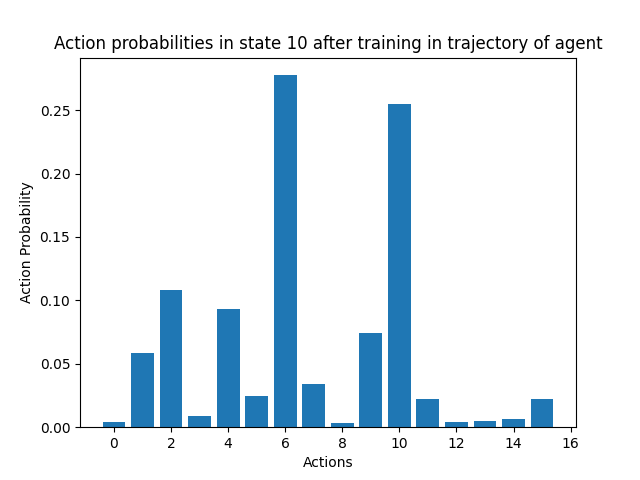 Action probabilities in state 10 after training in trajectory of agent
0.25
0.20
0.15
0.10
0.05
0.00
Action Probability
0 2 4 6 8 10 12 14 16
Actions